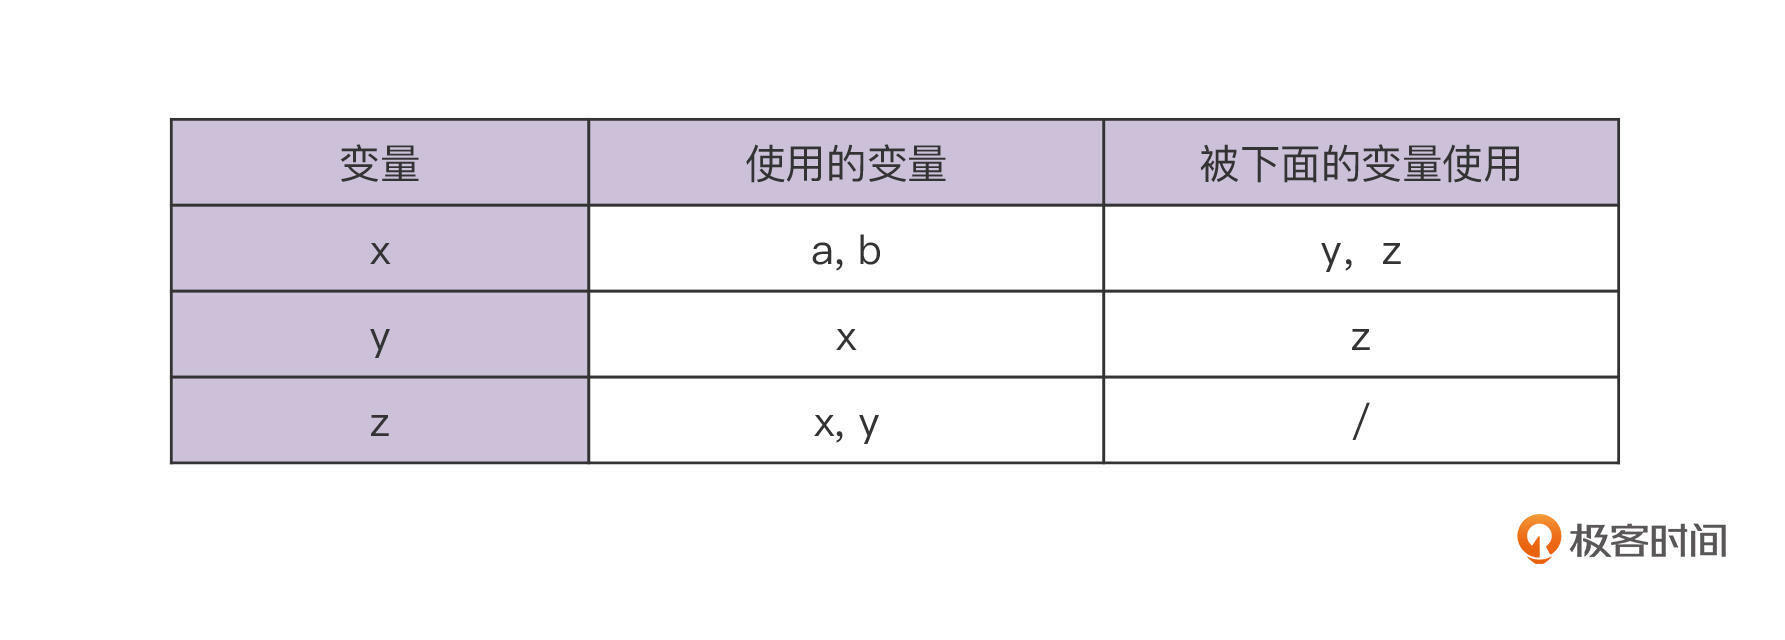 变量 使用的变量 被下面的变量使用
x a, b y, z
y x z
z x, y /
极客时间